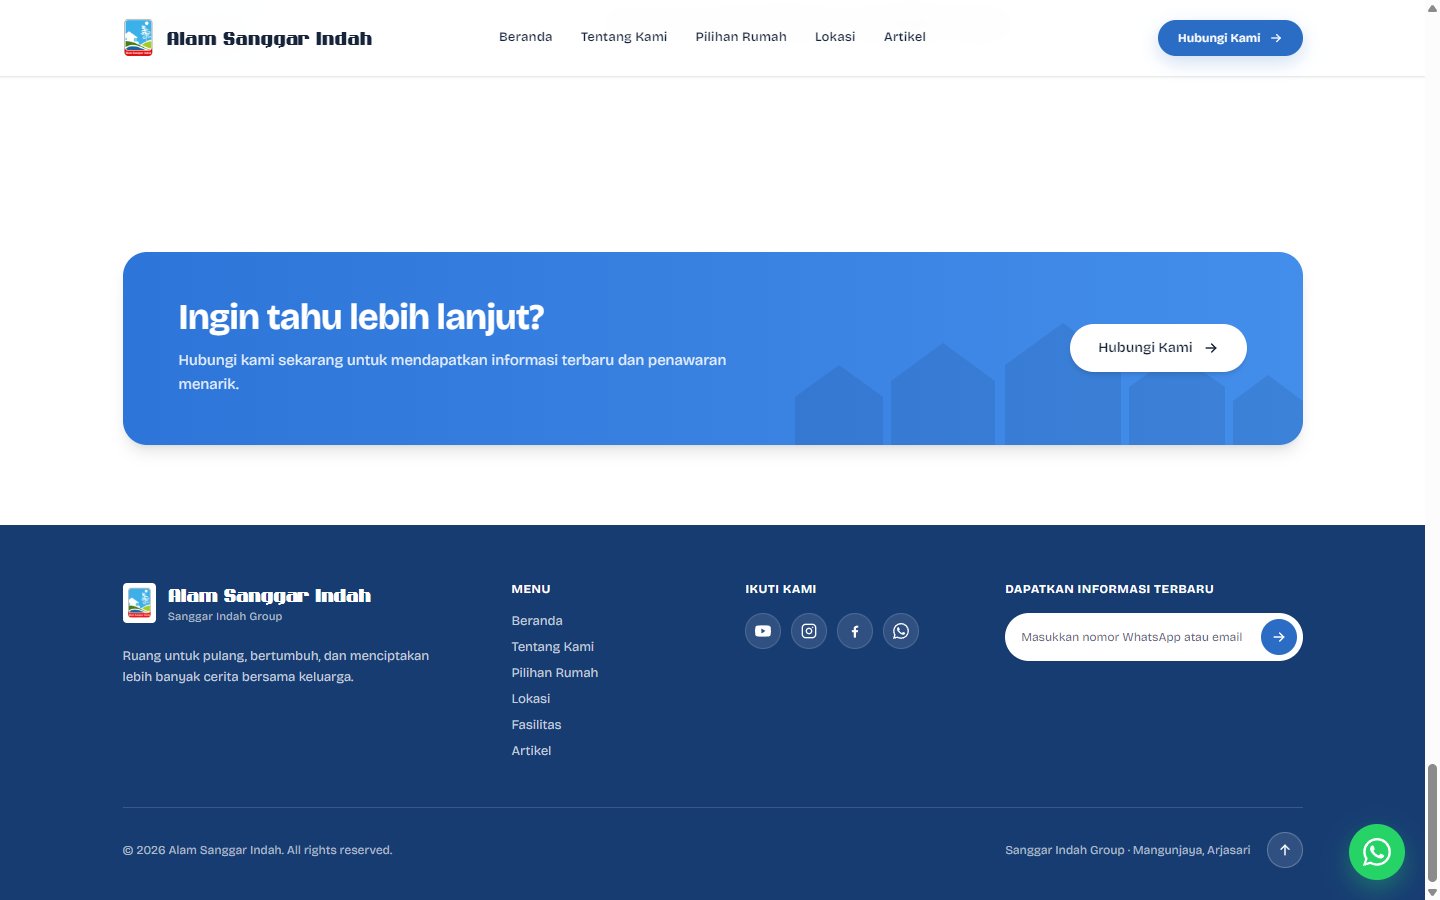 Alam Sanggar Indah
Beranda
Tentang Kami
Pilihan Rumah
Lokasi
Artikel
Hubungi Kami
Ingin tahu lebih lanjut?
Hubungi kami sekarang untuk mendapatkan informasi terbaru dan penawaran
menarik.
Hubungi Kami
Alam Sanggar Indah
Sanggar Indah Group
Ruang untuk pulang, bertumbuh, dan menciptakan
lebih banyak cerita bersama keluarga.
MENU
Beranda
Tentang Kami
Pilihan Rumah
Lokasi
Fasilitas
Artikel
IKUTI KAMI
DAPATKAN INFORMASI TERBARU
Masukkan nomor WhatsApp atau email
© 2026 Alam Sanggar Indah. All rights reserved.
Sanggar Indah Group · Mangunjaya, Arjasari